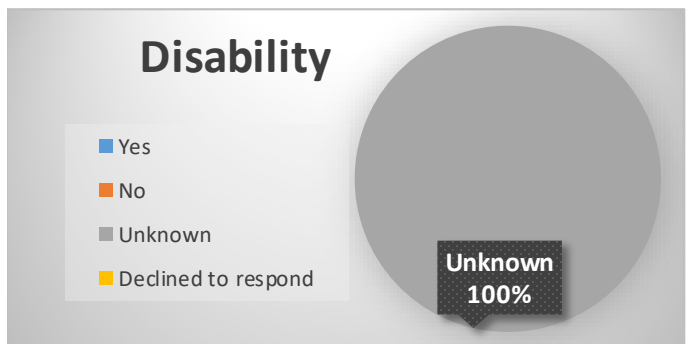 Disability
Yes
No
Unknown
Declined to respond
Unknown
100%